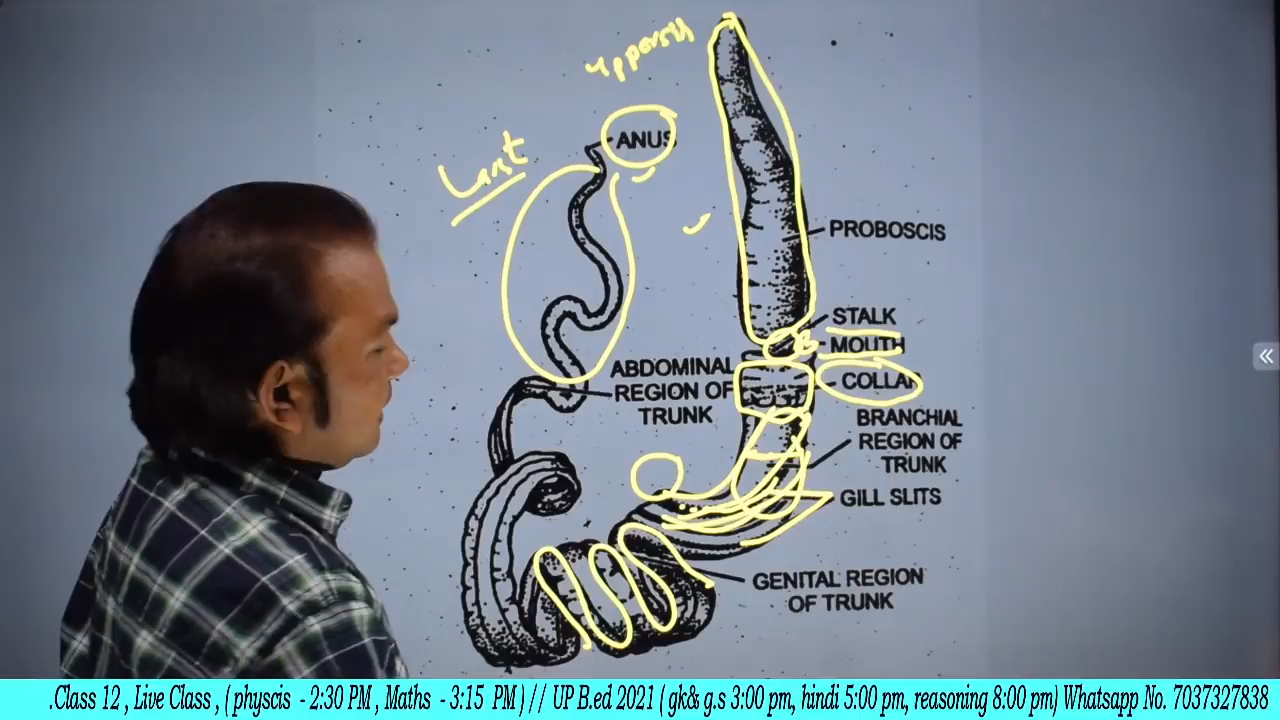 uppersth
Last
ANUS
PROBOSCIS
STALK
MOUTH
COLLAR
ABDOMINAL
REGION OF
TRUNK
BRANCHIAL
REGION OF
TRUNK
GILL SLITS
GENITAL REGION
OF TRUNK
.Class 12 , Live Class , ( physcis - 2:30 PM , Maths - 3:15 PM ) // UP B.ed 2021 ( gk& g.s 3:00 pm, hindi 5:00 pm, reasoning 8:00 pm) Whatsapp No. 7037327838